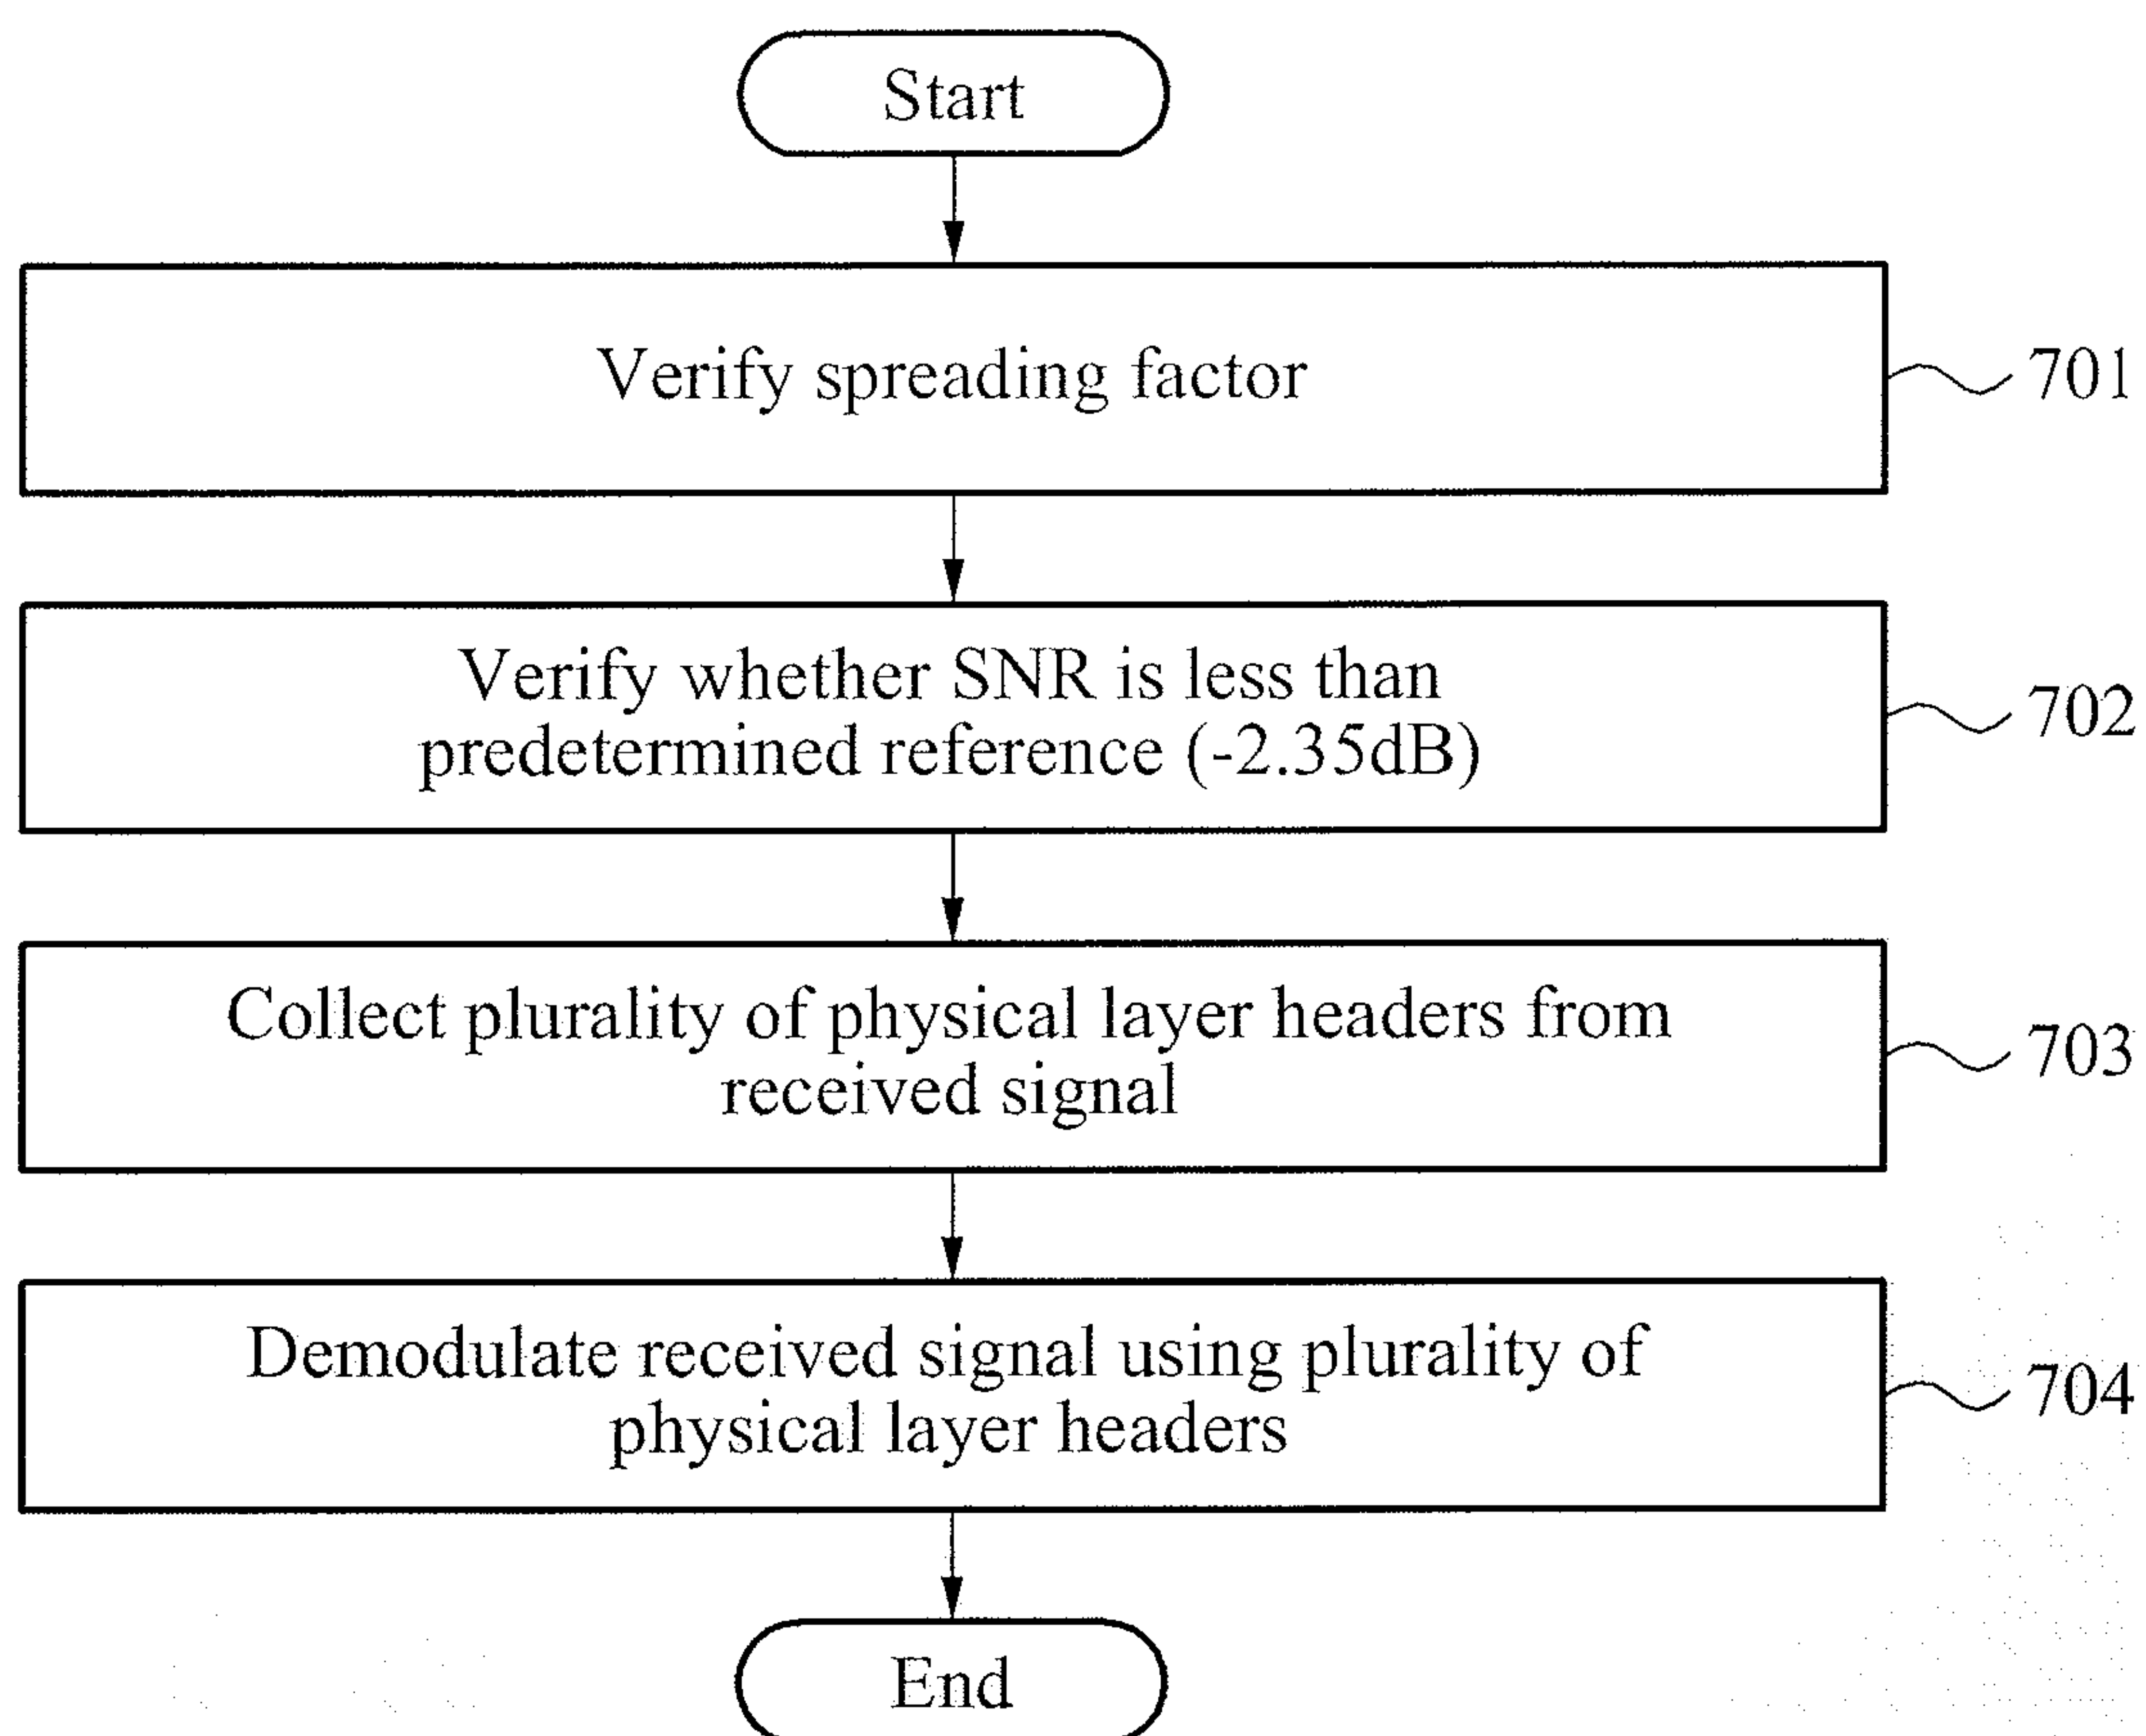 Start
Verify spreading factor
701
Verify whether SNR is less than
predetermined reference (-2.35dB)
702
Collect plurality of physical layer headers from
received signal
703
Demodulate received signal using plurality of
physical layer headers
704
End